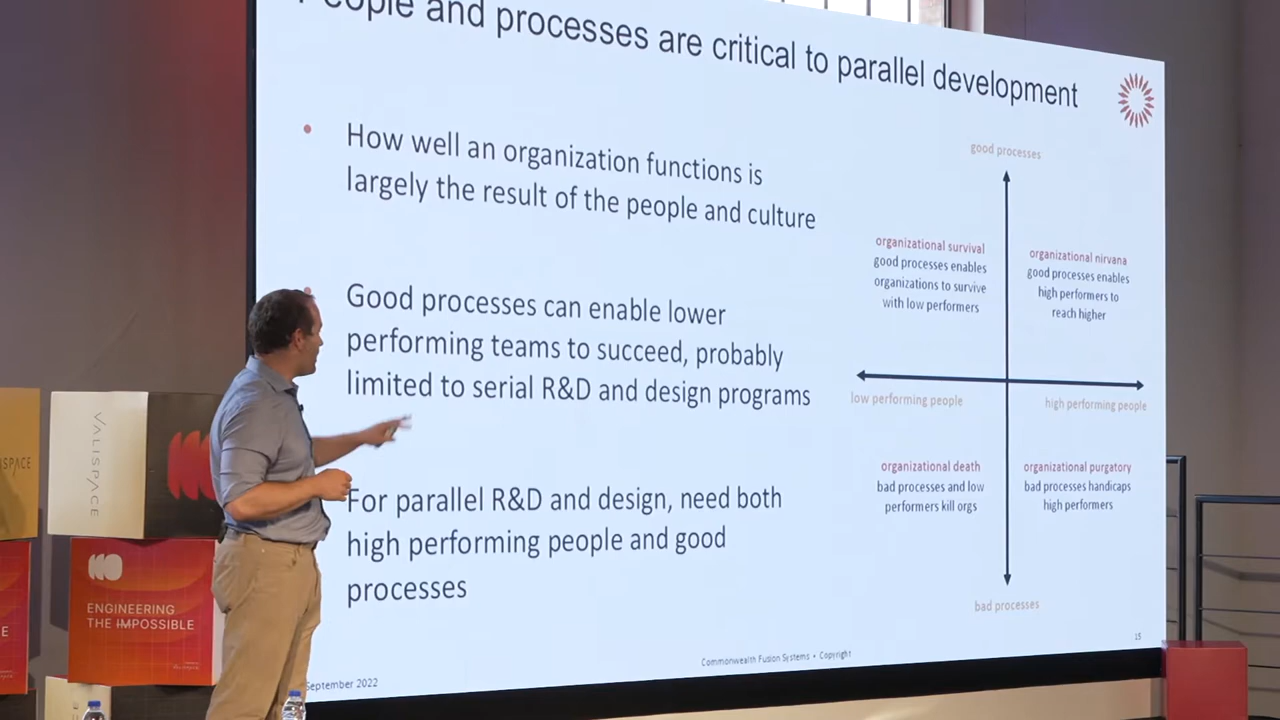 People and processes are critical to parallel development
How well an organization functions is
largely the result of the people and culture
Good processes can enable lower
performing teams to succeed, probably
limited to serial R&D and design programs
For parallel R&D and design, need both
high performing people and good
processes
good processes
organizational survival
good processes enables
organizations to survive
with low performers
organizational nirvana
good processes enables
high performers to
reach higher
low performing people
high performing people
organizational death
bad processes and low
performers kill orgs
organizational purgatory
bad processes handicaps
high performers
bad processes
15
Commonwealth Fusion Systems • Copyright
September 2022
VALISPACE
ISPACE
ENGINEERING
THE IMPOSSIBLE
E